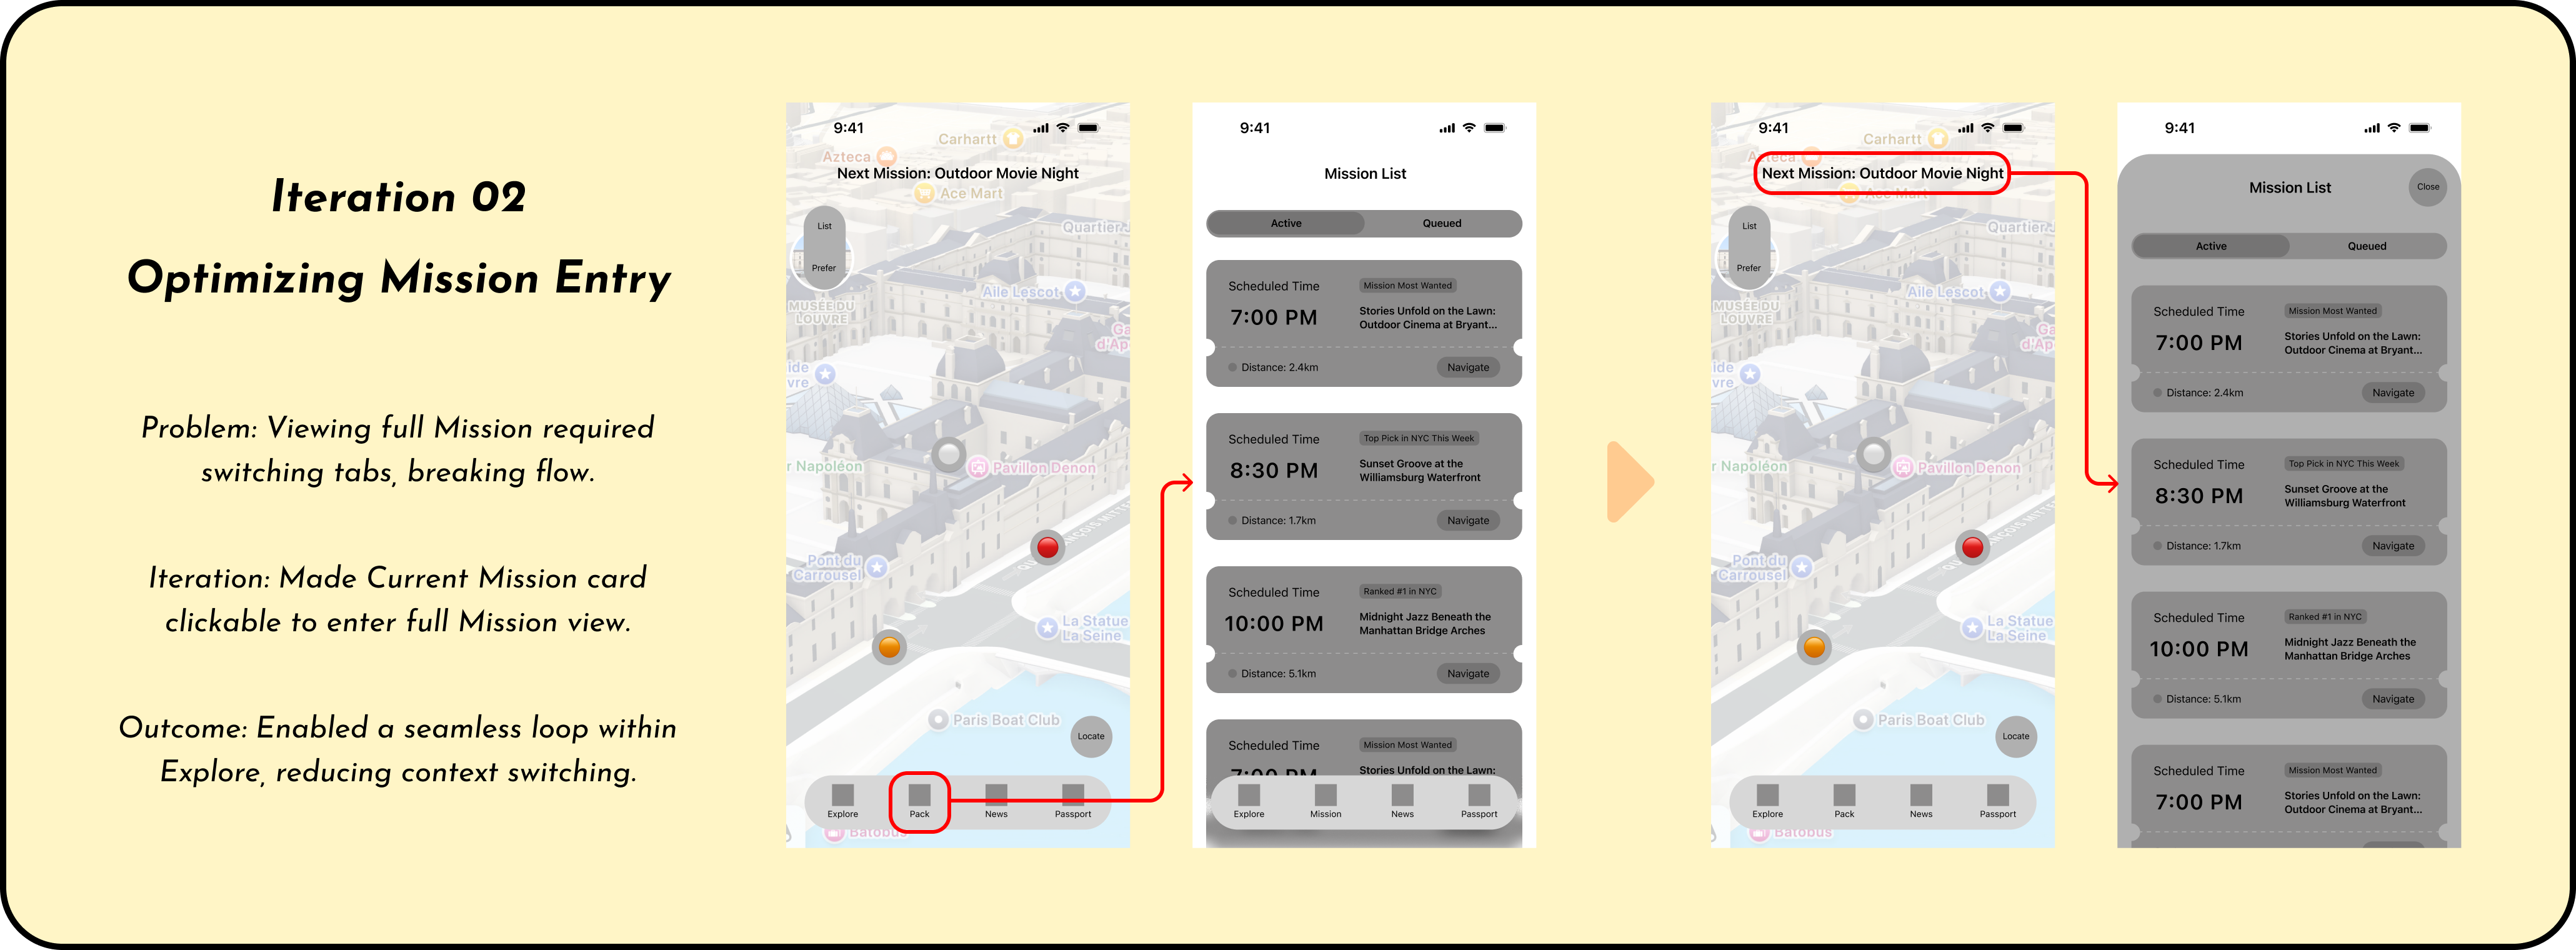 Iteration 02
Optimizing Mission Entry
Problem: Viewing full Mission required
switching tabs, breaking flow.
Iteration: Made Current Mission card
clickable to enter full Mission view.
Outcome: Enabled a seamless loop within
Explore, reducing context switching.
9:41
Carhartt
Azteca
Next Mission: Outdoor Movie Night
Ace Mart
List
Quartier
Prefer
Aile Lescot
MUSÉE DU
LOUVRE
Ga
d'Ap
ide
vre
r Napoléon
Pavillon Denon
Pont du
Carrousel
La Statue
La Seine
Paris Boat Club
Locate
Explore
Pack
News
Passport
Batobus
9:41
Mission List
Active
Queued
Scheduled Time
Mission Most Wanted
7:00 PM
Stories Unfold on the Lawn:
Outdoor Cinema at Bryant...
Distance: 2.4km
Navigate
Scheduled Time
Top Pick in NYC This Week
8:30 PM
Sunset Groove at the
Williamsburg Waterfront
Distance: 1.7km
Navigate
Scheduled Time
Ranked #1 in NYC
10:00 PM
Midnight Jazz Beneath the
Manhattan Bridge Arches
Distance: 5.1km
Navigate
Scheduled Time
Mission Most Wanted
7:00 PM
Stories Unfold on the Lawn:
Explore
Mission
News
Passport
9:41
Carhartt
Azteca
Next Mission: Outdoor Movie Night
Ace Mart
List
Quartier
Prefer
Aile Lescot
MUSÉE DU
LOUVRE
Ga
d'Ap
ide
vre
r Napoléon
Pavillon Denon
Pont du
Carrousel
La Statue
La Seine
Paris Boat Club
Locate
Explore
Pack
News
Passport
Batobus
9:41
Mission List
Close
Active
Queued
Scheduled Time
Mission Most Wanted
7:00 PM
Stories Unfold on the Lawn:
Outdoor Cinema at Bryant...
Distance: 2.4km
Navigate
Scheduled Time
Top Pick in NYC This Week
8:30 PM
Sunset Groove at the
Williamsburg Waterfront
Distance: 1.7km
Navigate
Scheduled Time
Ranked #1 in NYC
10:00 PM
Midnight Jazz Beneath the
Manhattan Bridge Arches
Distance: 5.1km
Navigate
Scheduled Time
Mission Most Wanted
7:00 PM
Stories Unfold on the Lawn:
Outdoor Cinema at Bryant...